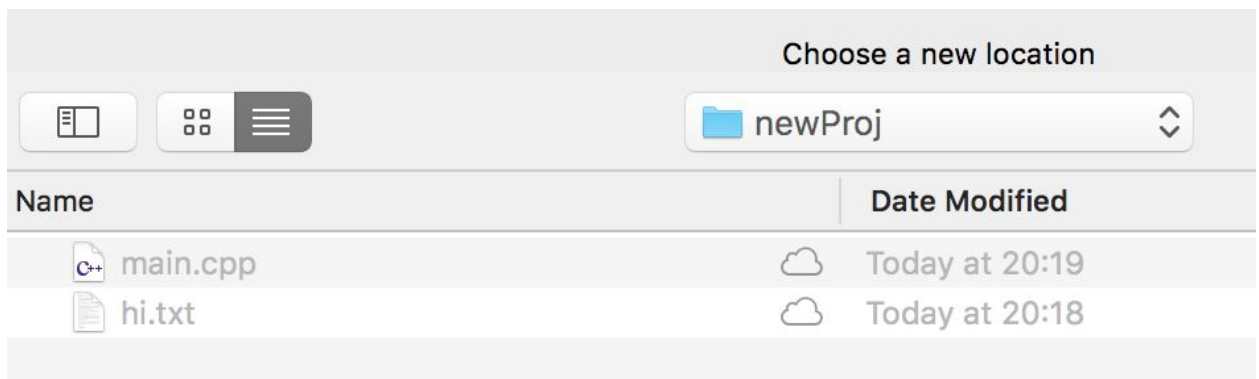 Choose a new location
newProj
Name Date Modified
C++ main.cpp Today at 20:19
hi.txt Today at 20:18